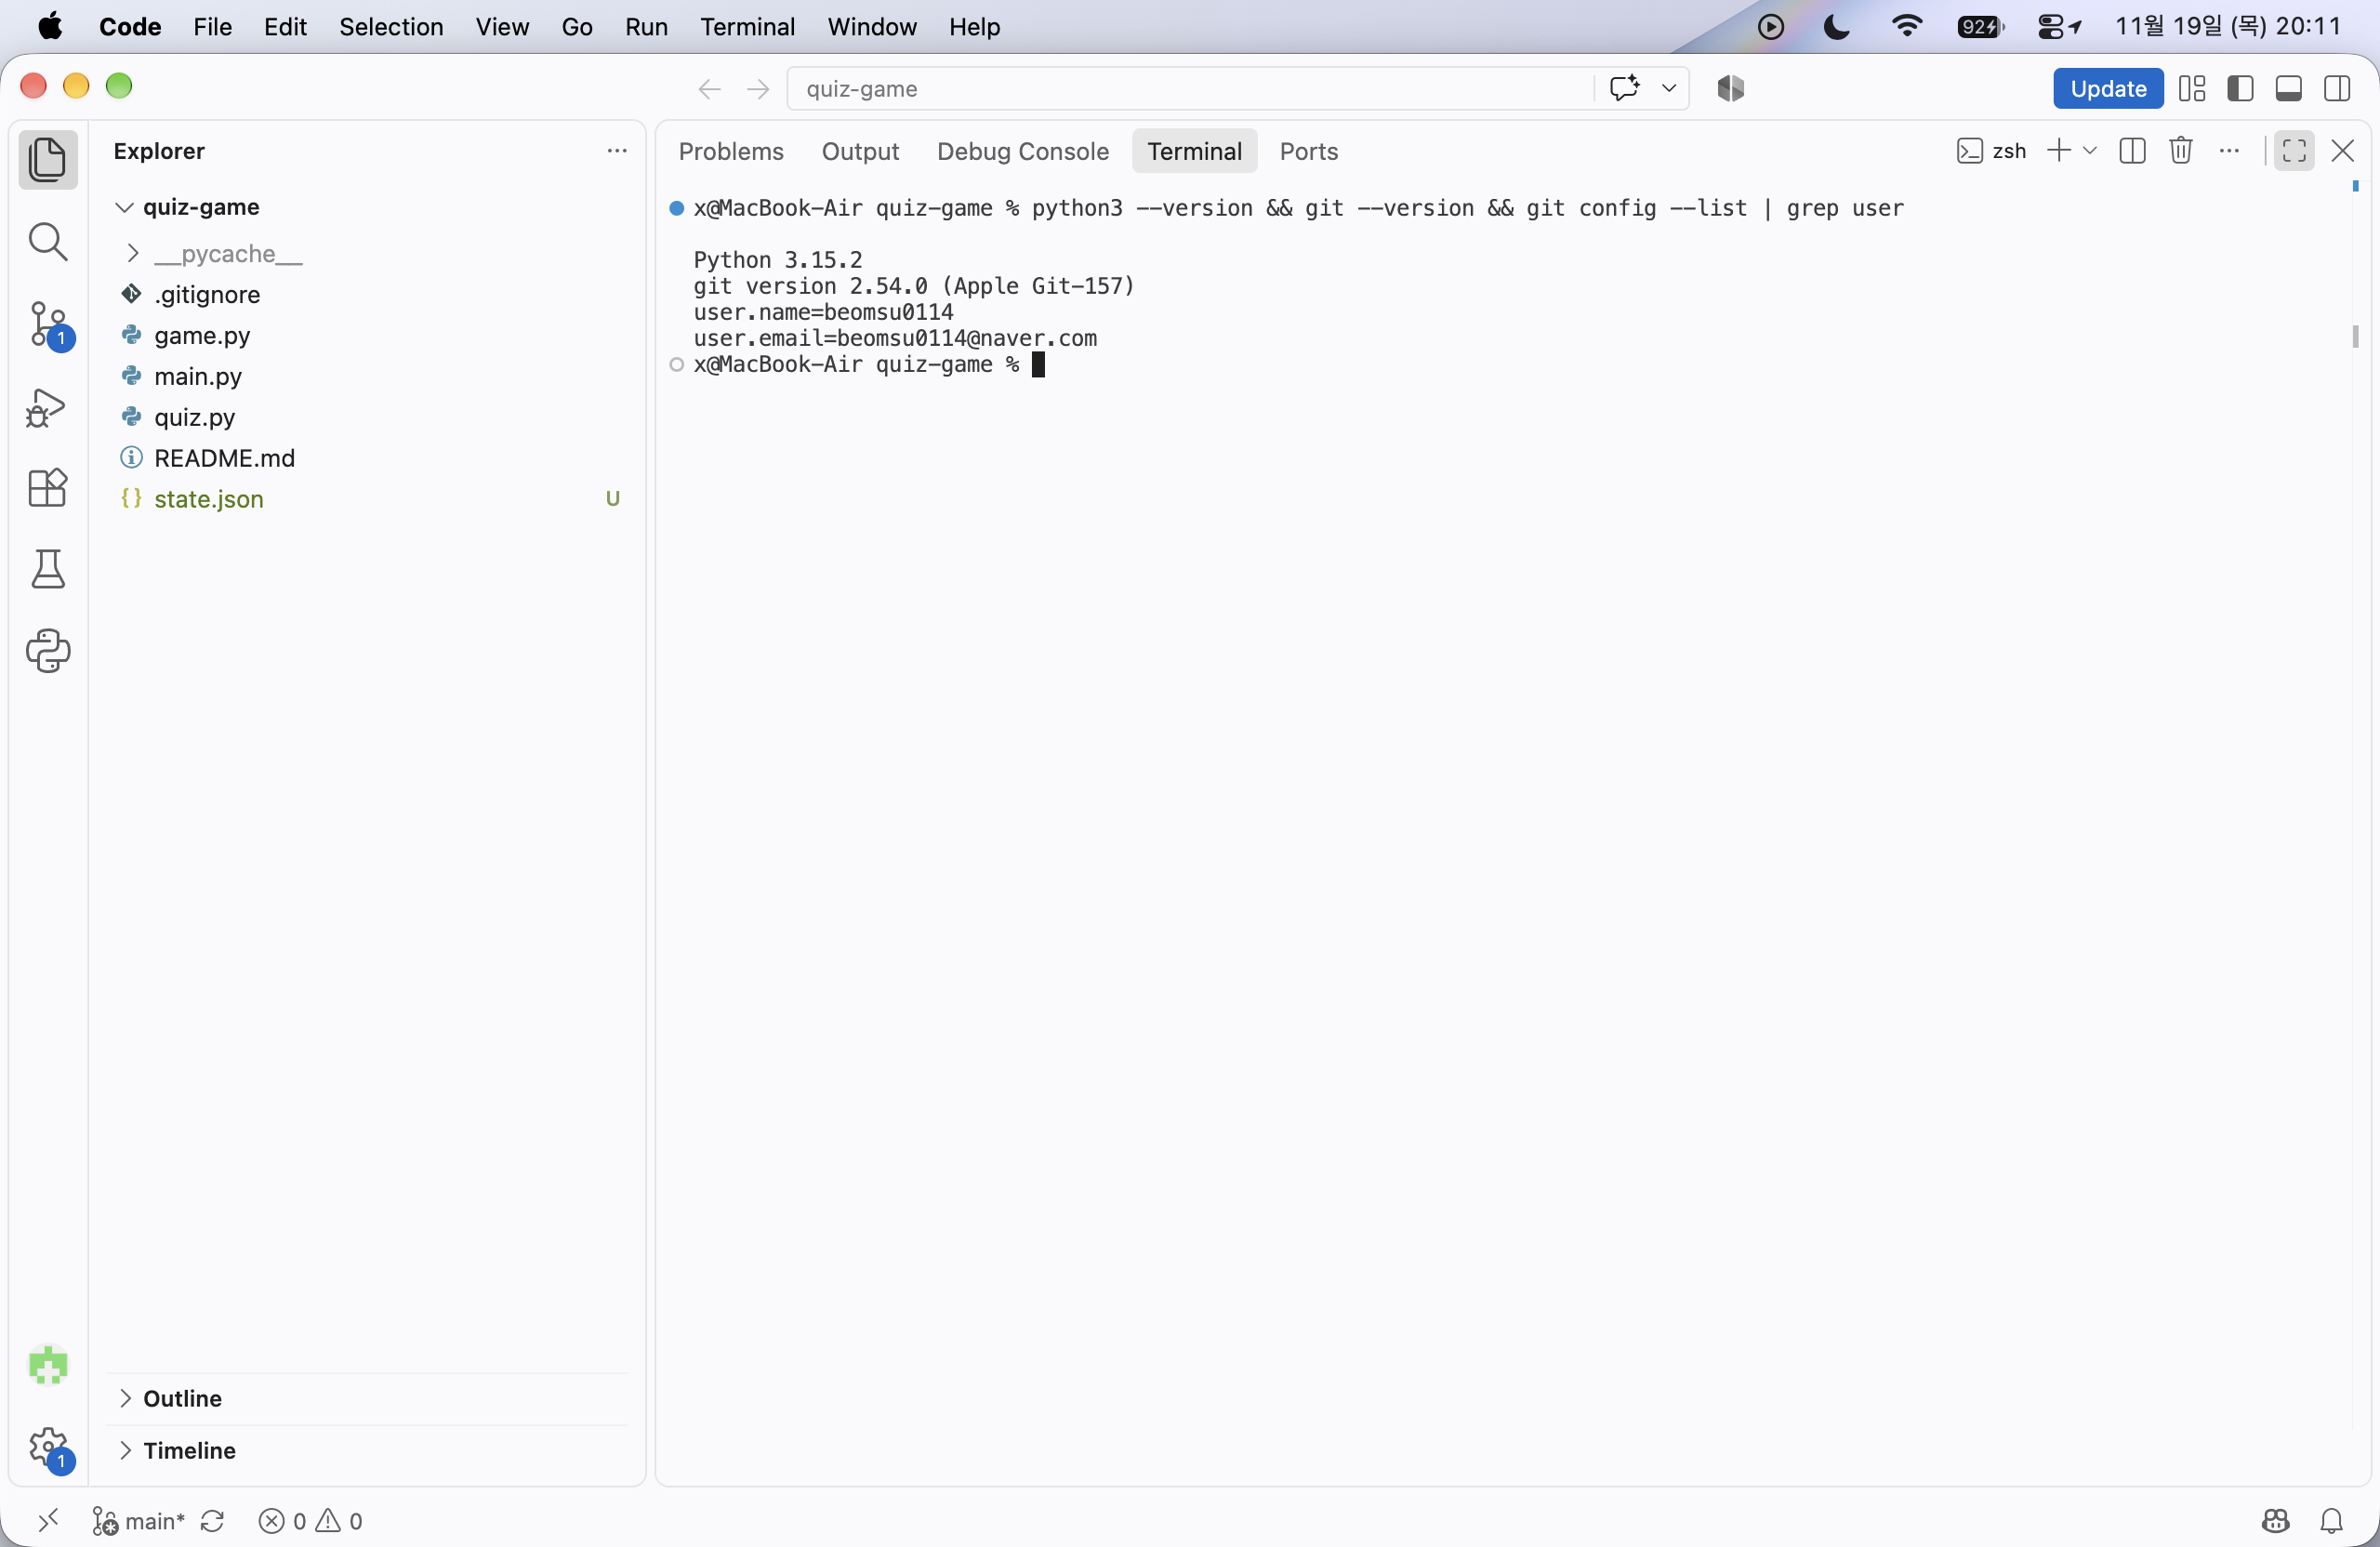 Code File Edit Selection View Go Run Terminal Window Help 92 11월 19일 (목) 20:11
quiz-game Update
Explorer
quiz-game
__pycache__
.gitignore
game.py
main.py
quiz.py
README.md
{} state.json U
1
Problems Output Debug Console Terminal Ports zsh
x@MacBook-Air quiz-game % python3 --version && git --version && git config --list | grep user
Python 3.15.2
git version 2.54.0 (Apple Git-157)
user.name=beomsu0114
user.email=beomsu0114@naver.com
x@MacBook-Air quiz-game %
Outline
Timeline
1
main* 0 0